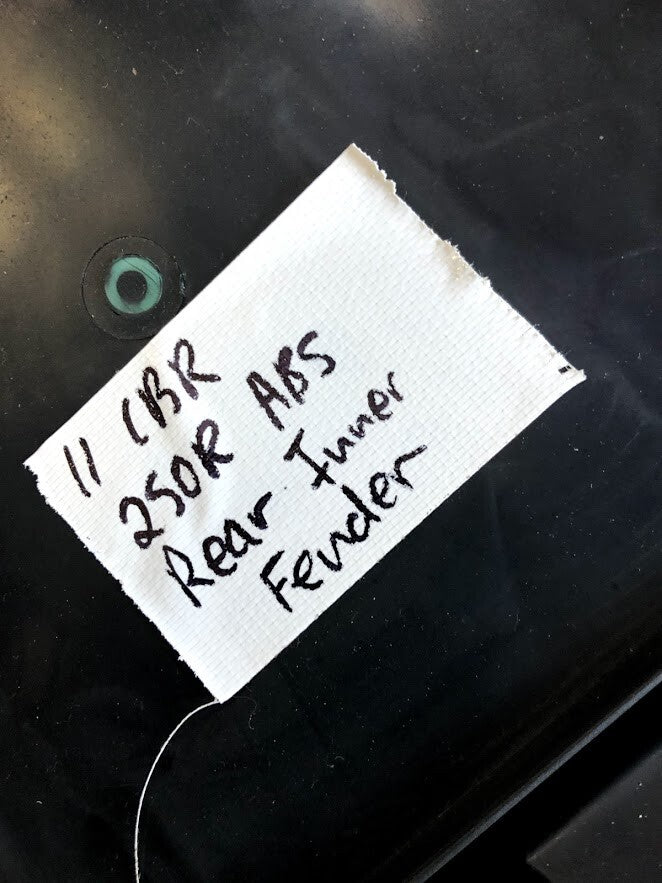 11 CBR
250R ABS
Rear Inner
Fender